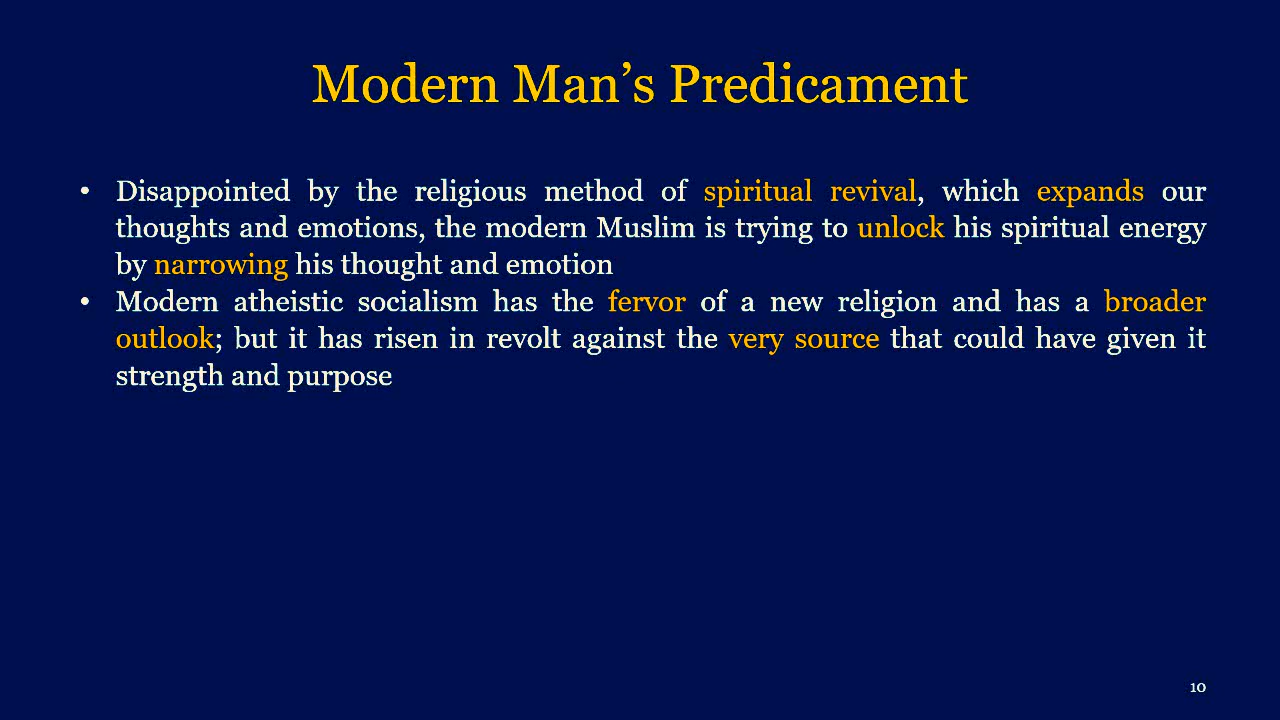 Modern Man’s Predicament
• Disappointed by the religious method of spiritual revival, which expands our
thoughts and emotions, the modern Muslim is trying to unlock his spiritual energy
by narrowing his thought and emotion
• Modern atheistic socialism has the fervor of a new religion and has a broader
outlook; but it has risen in revolt against the very source that could have given it
strength and purpose
10